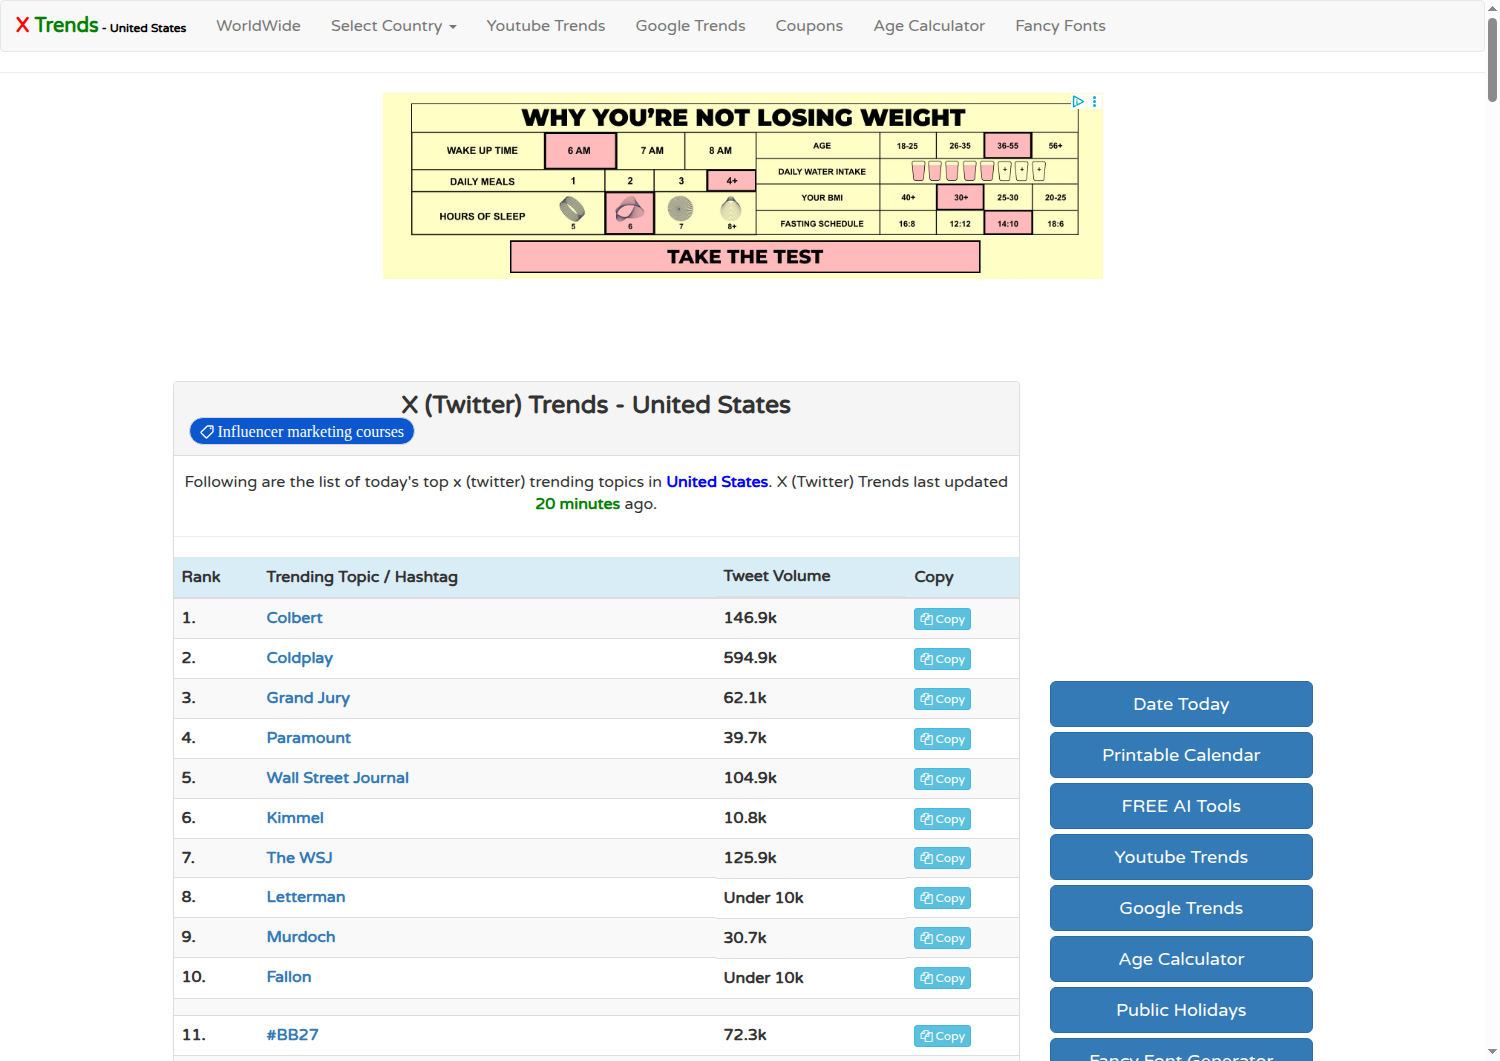 X Trends - United States WorldWide Select Country Youtube Trends Google Trends Coupons Age Calculator Fancy Fonts
WHY YOU'RE NOT LOSING WEIGHT
WAKE UP TIME 6 AM 7 AM 8 AM
DAILY MEALS 1 2 3 4+
HOURS OF SLEEP 5 6 7 8+
AGE 18-25 26-35 36-55 56+
DAILY WATER INTAKE + + +
YOUR BMI 40+ 30+ 25-30 20-25
FASTING SCHEDULE 16:8 12:12 14:10 18:6
TAKE THE TEST
X (Twitter) Trends - United States
Influencer marketing courses
Following are the list of today's top x (twitter) trending topics in United States. X (Twitter) Trends last updated
20 minutes ago.
Rank Trending Topic / Hashtag Tweet Volume Copy
1. Colbert 146.9k Copy
2. Coldplay 594.9k Copy
3. Grand Jury 62.1k Copy
4. Paramount 39.7k Copy
5. Wall Street Journal 104.9k Copy
6. Kimmel 10.8k Copy
7. The WSJ 125.9k Copy
8. Letterman Under 10k Copy
9. Murdoch 30.7k Copy
10. Fallon Under 10k Copy
11. #BB27 72.3k Copy
Date Today
Printable Calendar
FREE AI Tools
Youtube Trends
Google Trends
Age Calculator
Public Holidays
Fancy Font Generator